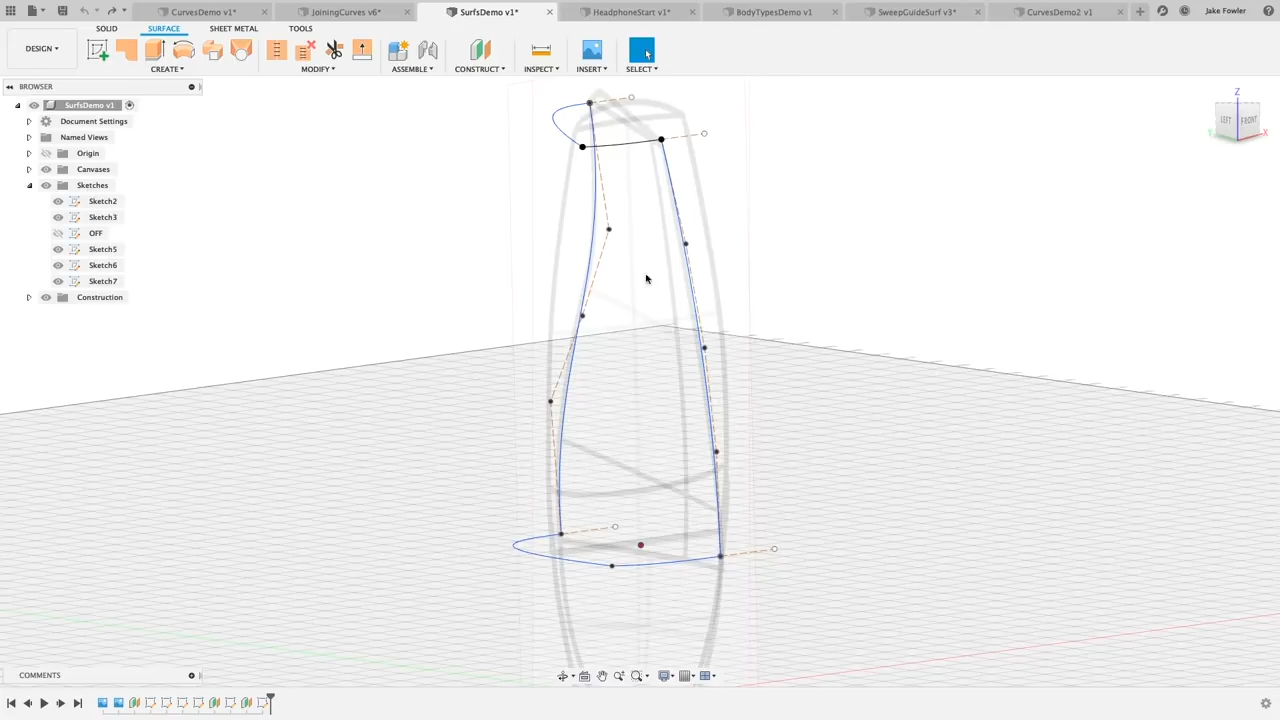 CurvesDemo v1*
JoiningCurves v6*
SurfsDemo v1*
HeadphoneStart v1*
BodyTypesDemo v1
SweepGuideSurf v3*
CurvesDemo2 v1
Jake Fowler
SOLID
SURFACE
SHEET METAL
TOOLS
DESIGN
CREATE
MODIFY
ASSEMBLE
CONSTRUCT
INSPECT
INSERT
SELECT
BROWSER
SurfsDemo v1
Document Settings
Named Views
Origin
Canvases
Sketches
Sketch2
Sketch3
OFF
Sketch5
Sketch6
Sketch7
Construction
Z
LEFT
FRONT
Y
X
COMMENTS